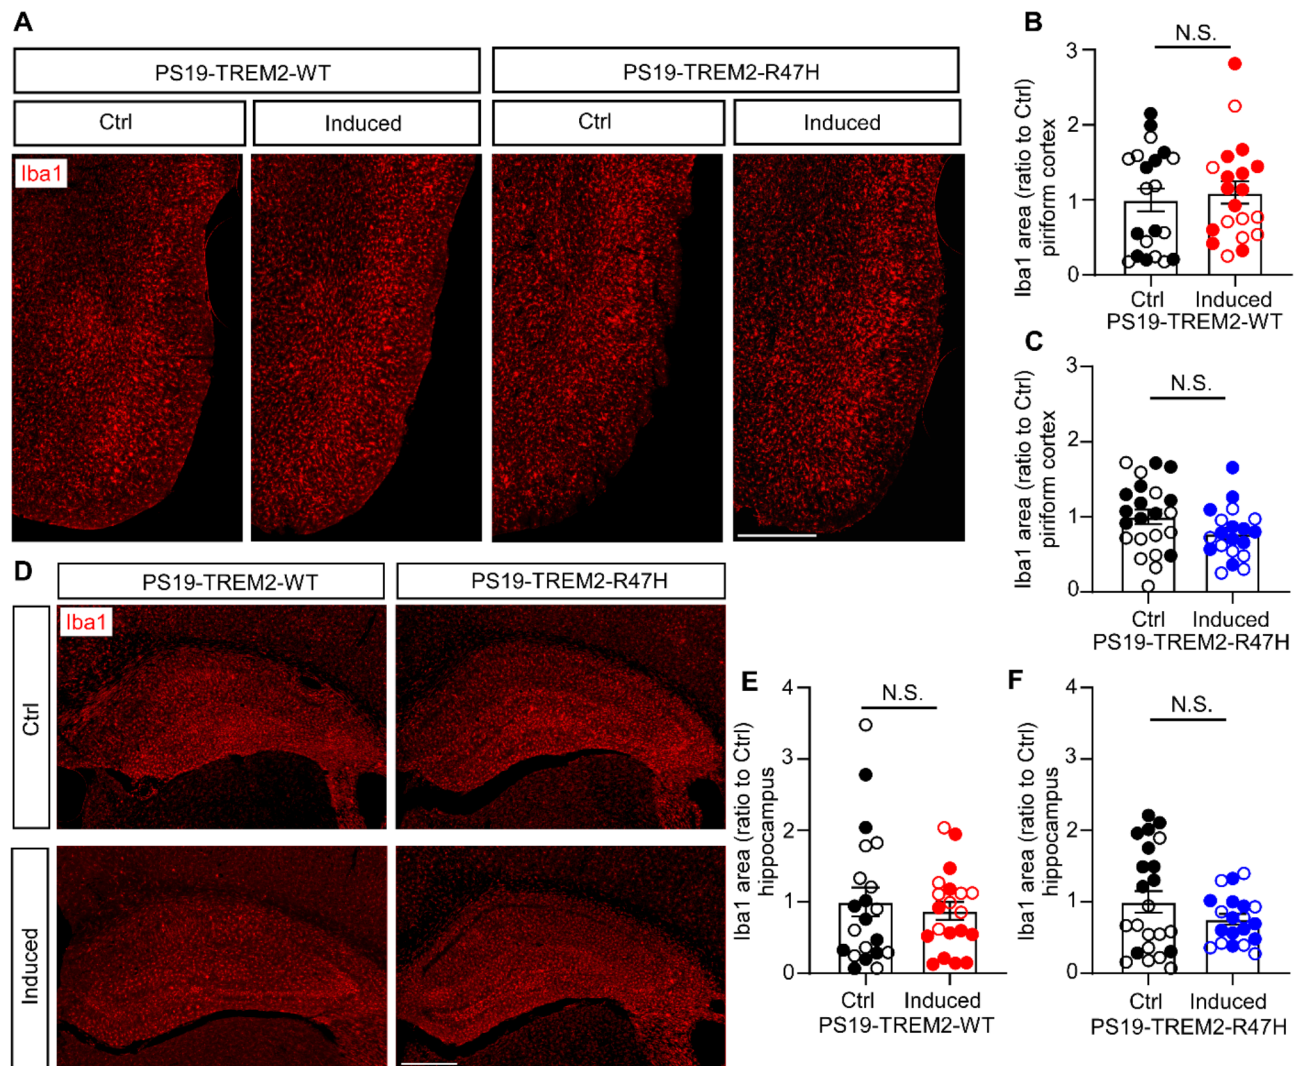 A
PS19-TREM2-WT
PS19-TREM2-R47H
Ctrl
Induced
Ctrl
Induced
Iba1
B
N.S.
Iba1 area (ratio to Ctrl)
piriform cortex
3
2
1
0
Ctrl
Induced
PS19-TREM2-WT
C
N.S.
Iba1 area (ratio to Ctrl)
piriform cortex
3
2
1
0
Ctrl
Induced
PS19-TREM2-R47H
D
PS19-TREM2-WT
PS19-TREM2-R47H
Iba1
Ctrl
Induced
E
N.S.
Iba1 area (ratio to Ctrl)
hippocampus
4
3
2
1
0
Ctrl
Induced
PS19-TREM2-WT
F
N.S.
Iba1 area (ratio to Ctrl)
hippocampus
4
3
2
1
0
Ctrl
Induced
PS19-TREM2-R47H